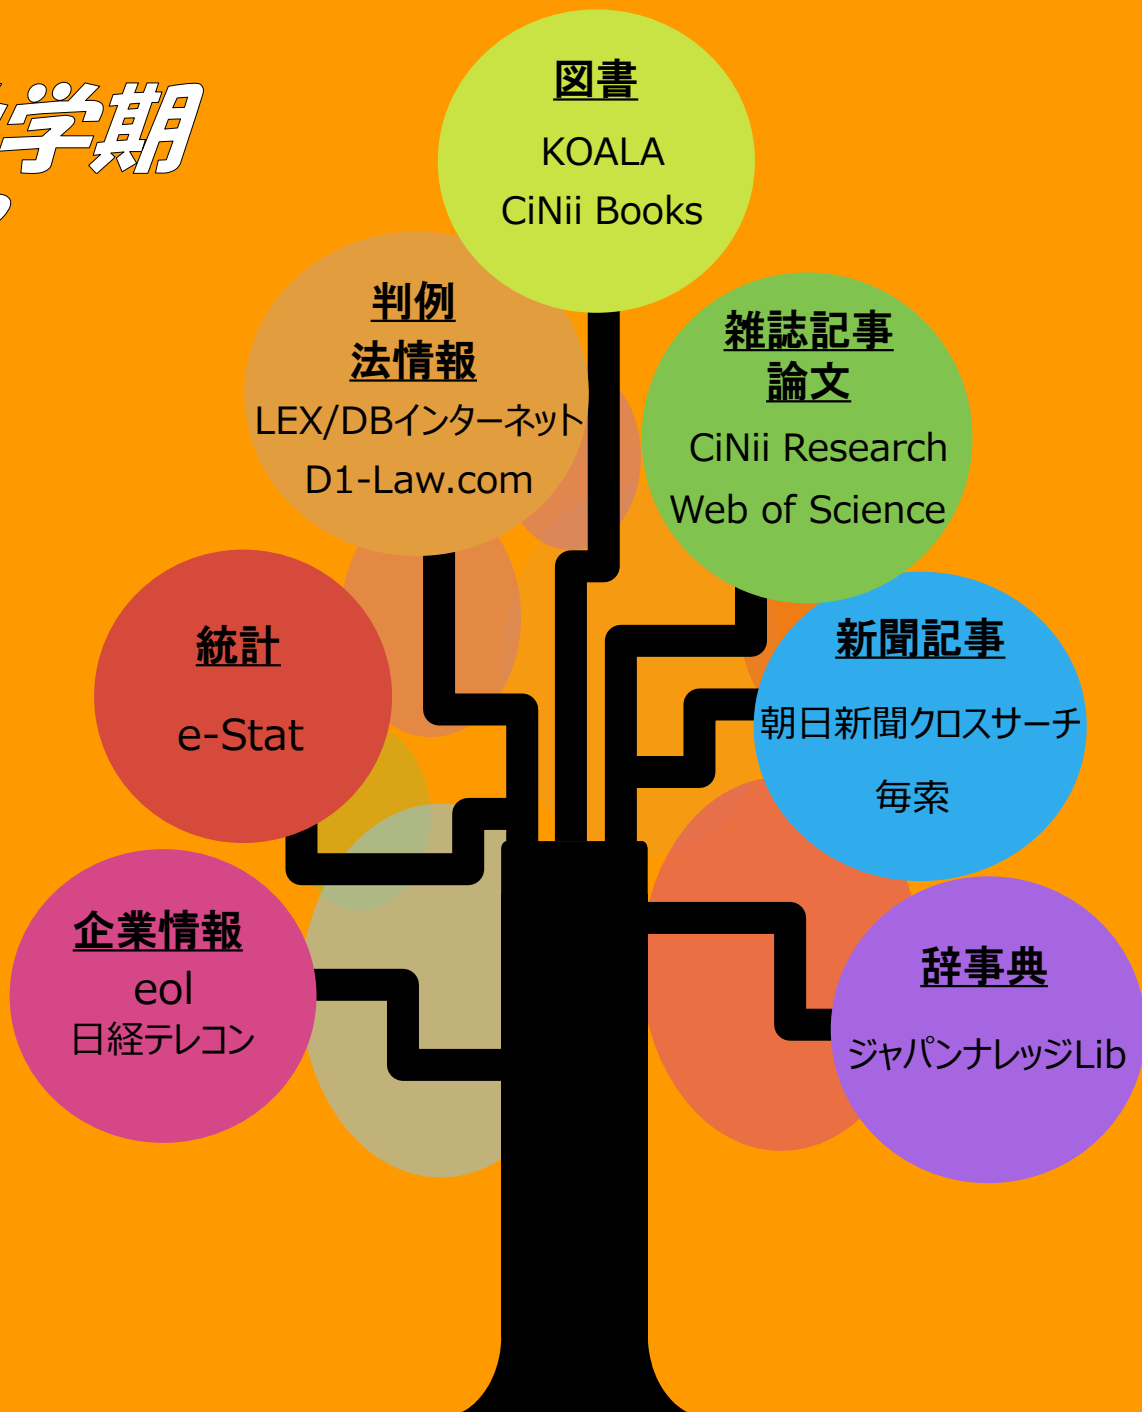 学期
図書
KOALA
CiNii Books
判例
法情報
LEX/DBインターネット
D1-Law.com
雑誌記事
論文
CiNii Research
Web of Science
統計
e-Stat
新聞記事
朝日新聞クロスサーチ
毎索
企業情報
eol
日経テレコン
辞事典
ジャパンナレッジLib